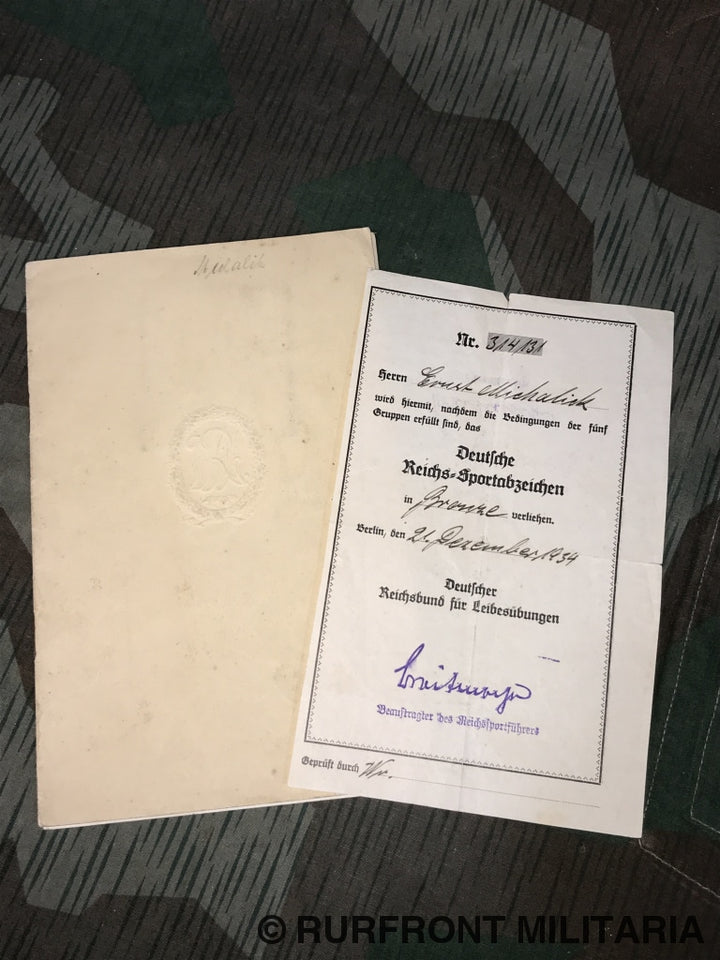 Michalik
Nr. 314131
Herrn Ernst Michalick
wird hiermit, nachdem die Bedingungen der fünf
Gruppen erfüllt sind, das
Deutsche
Reichs-Sportabzeichen
in Bronze verliehen.
Berlin, den 21. Dezember 1934
Deutscher
Reichsbund für Leibesübungen
Beauftragter des Reichssportführers
Geprüft durch
© RURFRONT MILITARIA